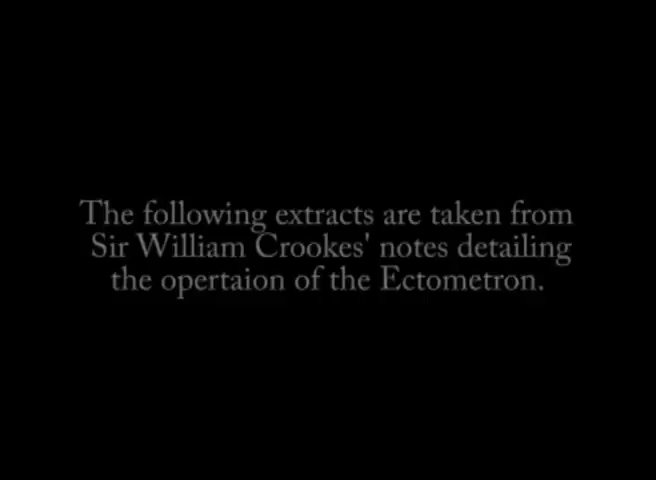 The following extracts are taken from
Sir William Crookes' notes detailing
the opertaion of the Ectometron.